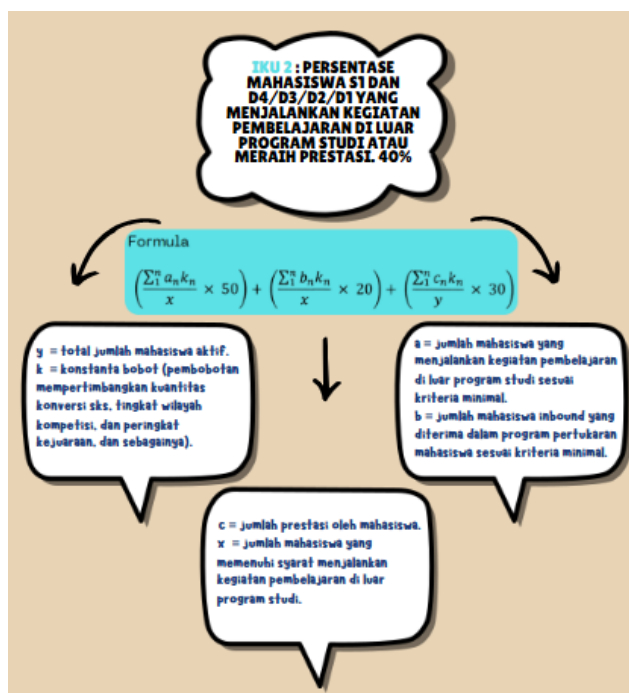 IKU 2 : PERSENTASE
MAHASISWA S1 DAN
D4/D3/D2/D1 YANG
MENJALANKAN KEGIATAN
PEMBELAJARAN DI LUAR
PROGRAM STUDI ATAU
MERAIH PRESTASI. 40%
Formula
(∑₁ⁿ aₙkₙ / x × 50) + (∑₁ⁿ bₙkₙ / x × 20) + (∑₁ⁿ cₙkₙ / y × 30)
y = total jumlah mahasiswa aktif.
k = konstanta bobot (pembobotan
mempertimbangkan kuantitas
konversi sks, tingkat wilayah
kompetisi, dan peringkat
kejuaraan, dan sebagainya).
a = jumlah mahasiswa yang
menjalankan kegiatan pembelajaran
di luar program studi sesuai
kriteria minimal.
b = jumlah mahasiswa inbound yang
diterima dalam program pertukaran
mahasiswa sesuai kriteria minimal.
c = jumlah prestasi oleh mahasiswa.
x = jumlah mahasiswa yang
memenuhi syarat menjalankan
kegiatan pembelajaran di luar
program studi.